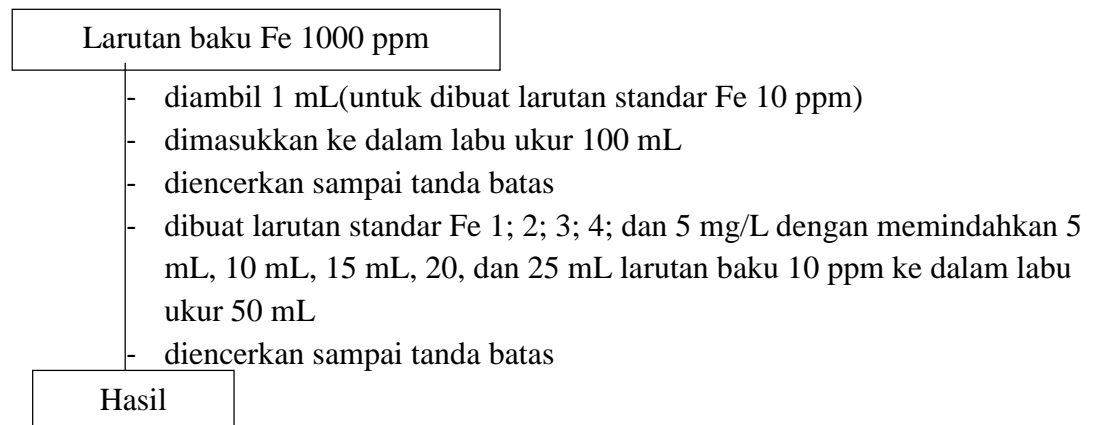 Larutan baku Fe 1000 ppm
- diambil 1 mL(untuk dibuat larutan standar Fe 10 ppm)
- dimasukkan ke dalam labu ukur 100 mL
- diencerkan sampai tanda batas
- dibuat larutan standar Fe 1; 2; 3; 4; dan 5 mg/L dengan memindahkan 5
mL, 10 mL, 15 mL, 20, dan 25 mL larutan baku 10 ppm ke dalam labu
ukur 50 mL
- diencerkan sampai tanda batas
Hasil